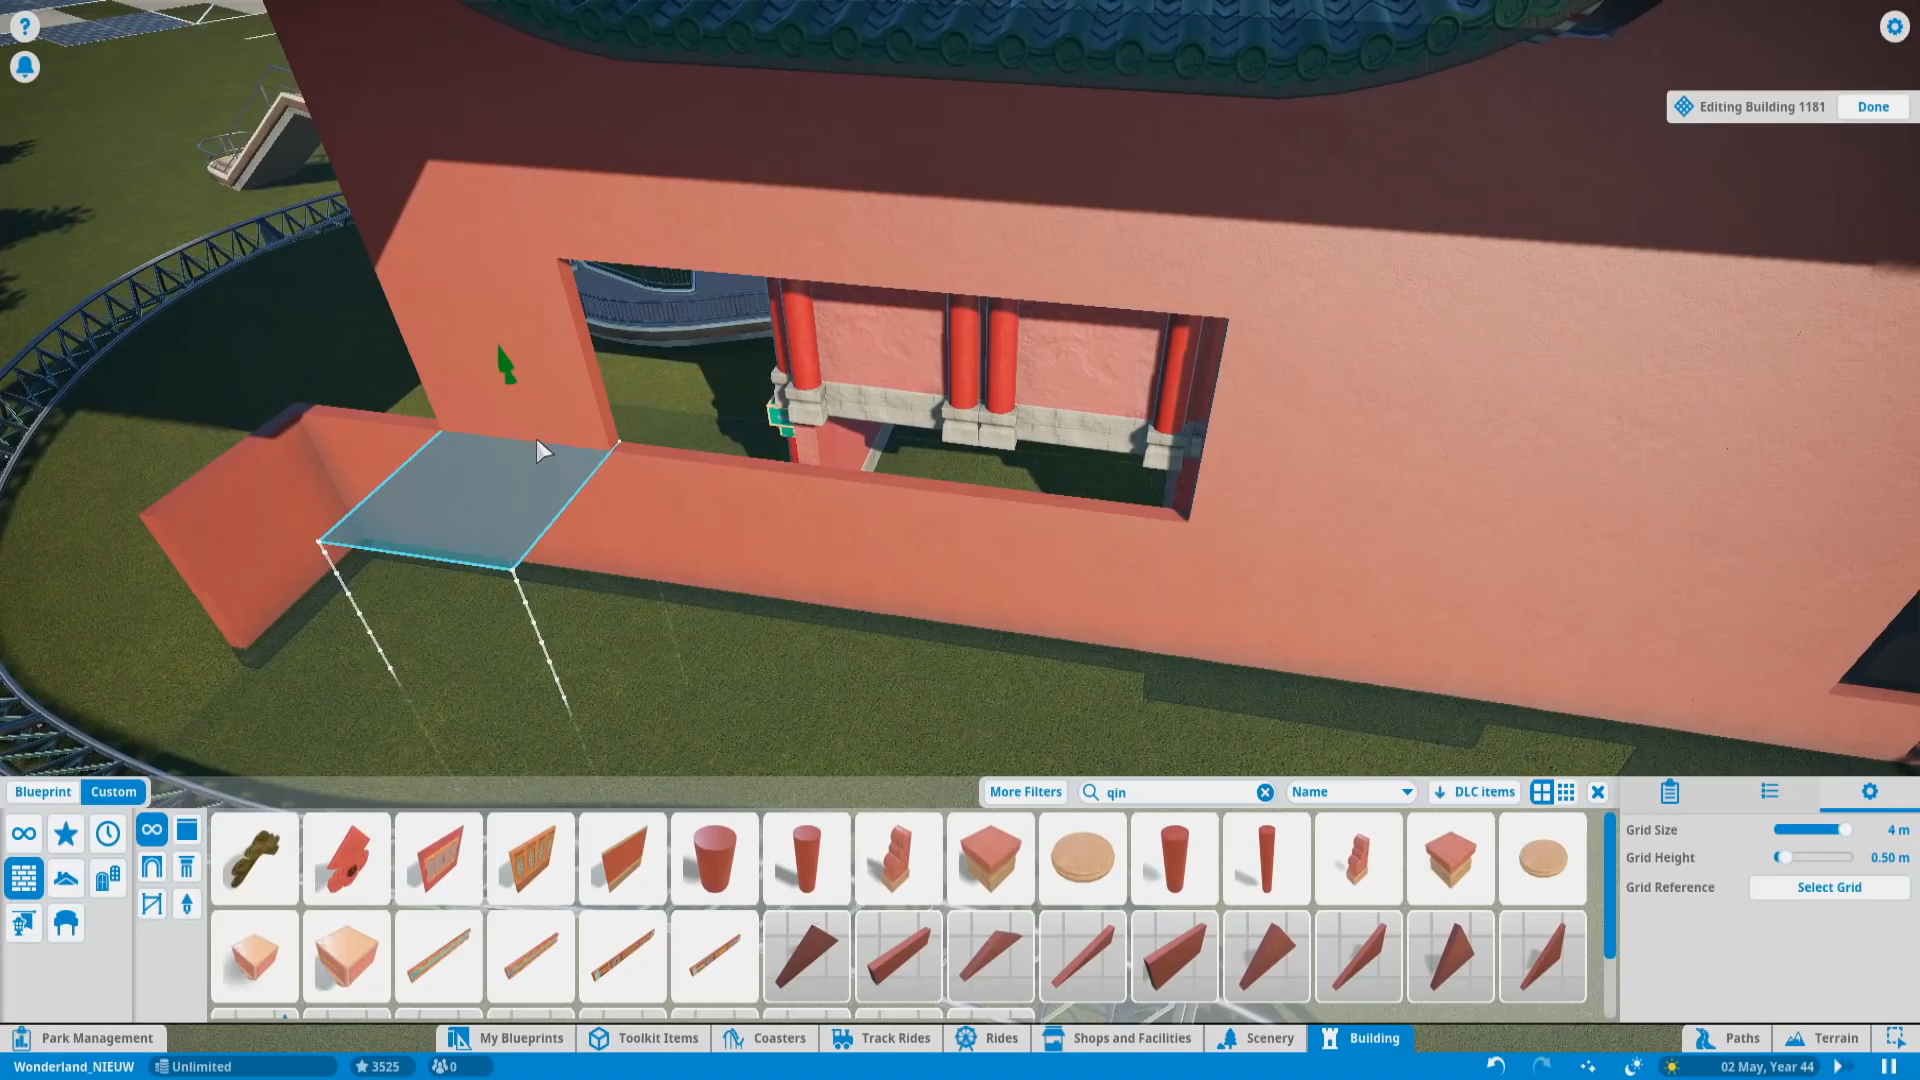 ?
Editing Building 1181 Done
Blueprint Custom More Filters qin Name DLC items
Grid Size 4 m
Grid Height 0.50 m
Grid Reference Select Grid
Park Management My Blueprints Toolkit Items Coasters Track Rides Rides Shops and Facilities Scenery Building Paths Terrain
Wonderland_NIEUW Unlimited 3525 0 02 May, Year 44